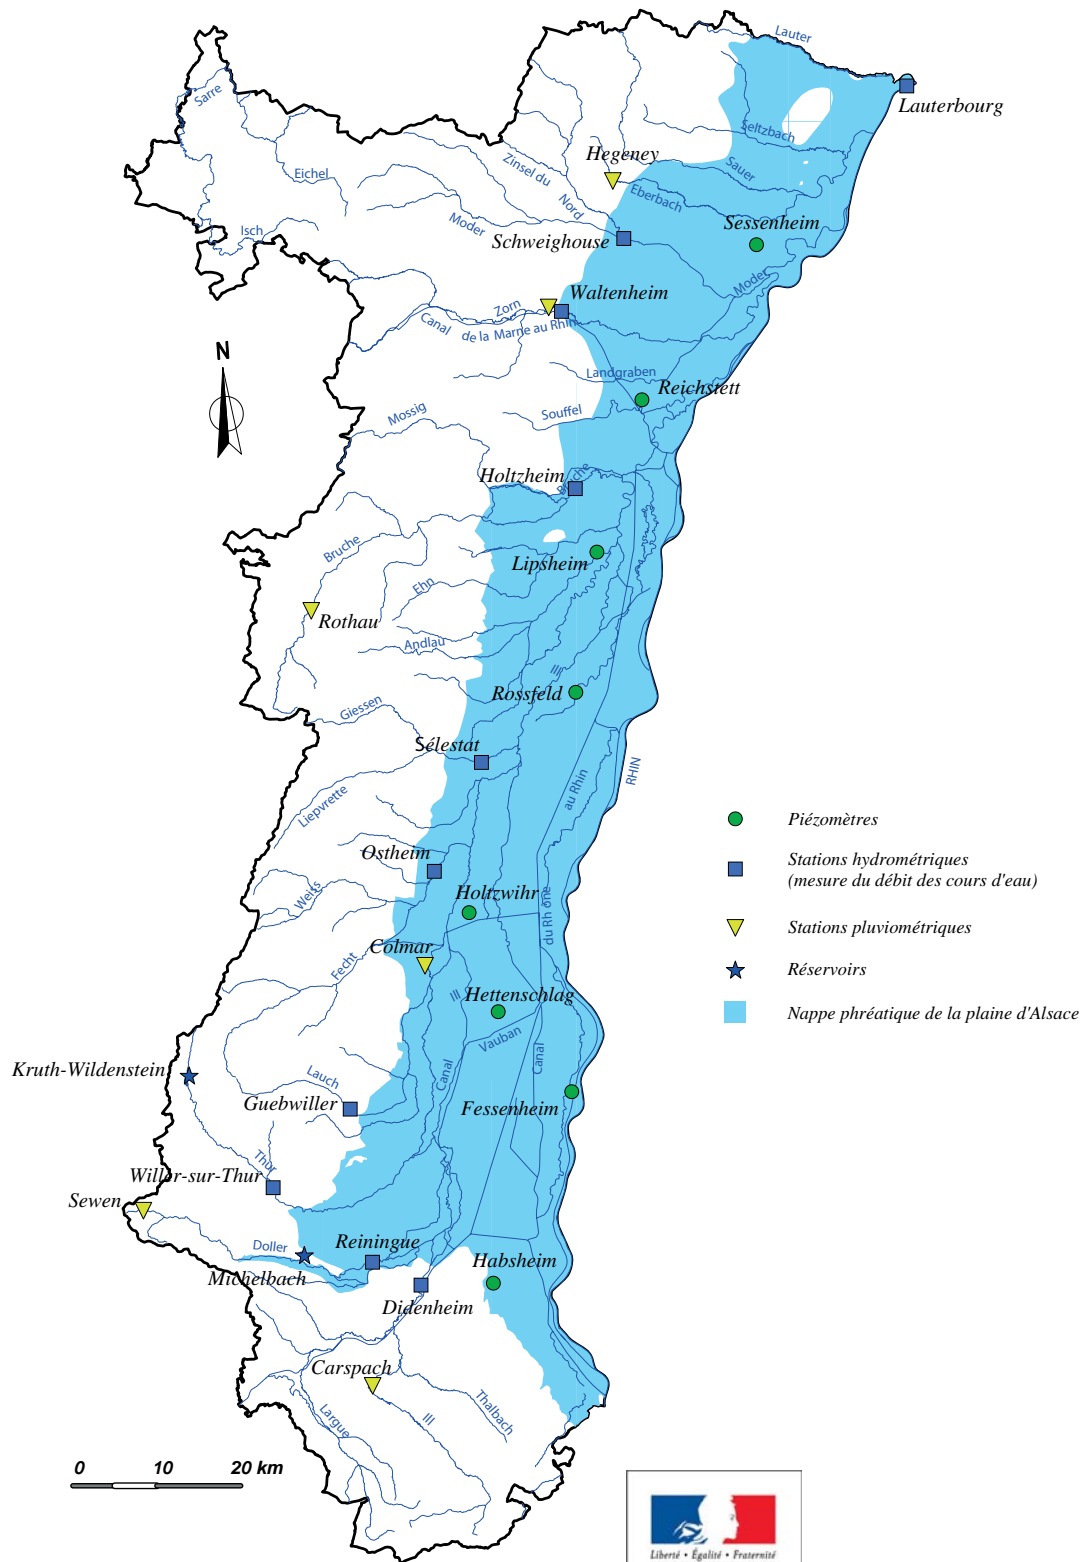 Lauter
Sarre
Lauterbourg
Seltzbach
Hegeney
Zinsel du Nord
Sauer
Eichel
Eberbach
Moder
Sessenheim
Isch
Schweighouse
Moder
Waltenheim
Zorn
Canal de la Marne au Rhin
N
Landgraben
Reichstett
Mossig
Souffel
Holtzheim
Bruche
Bruche
Lipsheim
Ehn
Rothau
Andlau
Ill
Rossfeld
Giessen
Sélestat
RHIN
au Rhin
Liepvrette
Piézomètres
Ostheim
Stations hydrométriques
(mesure du débit des cours d'eau)
Weiss
Holtzwihr
du Rhône
Stations pluviométriques
Colmar
Fecht
Réservoirs
Ill
Hettenschlag
Nappe phréatique de la plaine d'Alsace
Vauban
Canal
Canal
Kruth-Wildenstein
Lauch
Guebwiller
Fessenheim
Thur
Willer-sur-Thur
Sewen
Doller
Reiningue
Habsheim
Michelbach
Didenheim
Carspach
Largue
Ill
Thalbach
0 10 20 km
Liberté • Égalité • Fraternité